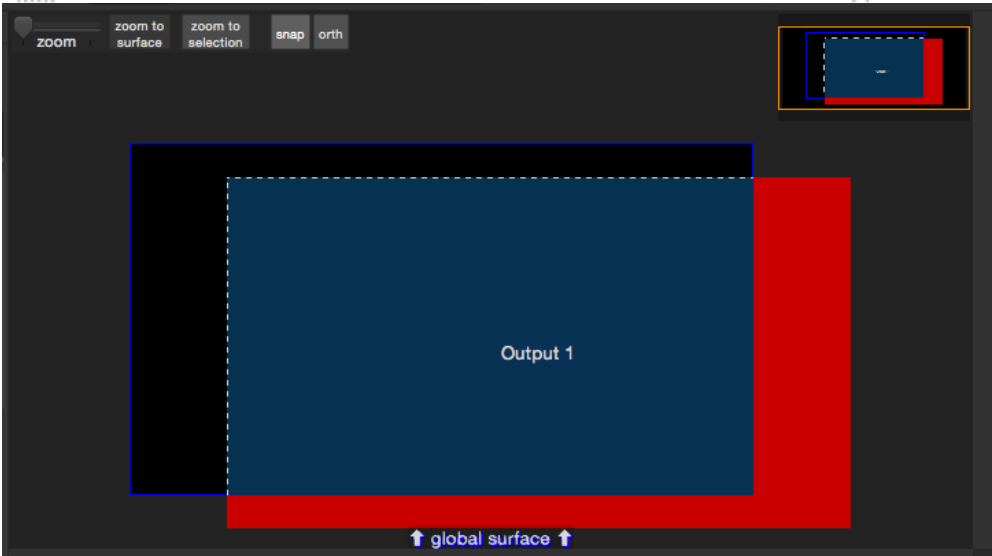 zoom
zoom to
surface
zoom to
selection
snap
orth
Output 1
⬆ global surface ⬆